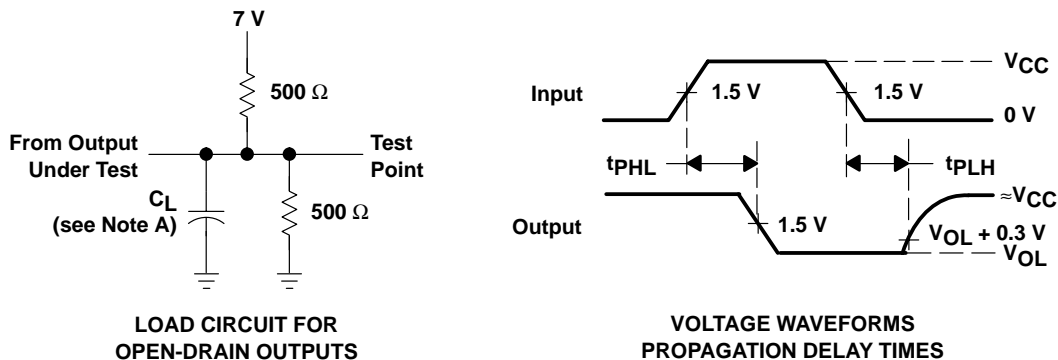 7 V
500 Ω
From Output
Under Test
Test
Point
CL
(see Note A)
500 Ω
LOAD CIRCUIT FOR
OPEN-DRAIN OUTPUTS
Input
1.5 V
1.5 V
VCC
0 V
tPHL
tPLH
Output
1.5 V
≈VCC
VOL + 0.3 V
VOL
VOLTAGE WAVEFORMS
PROPAGATION DELAY TIMES